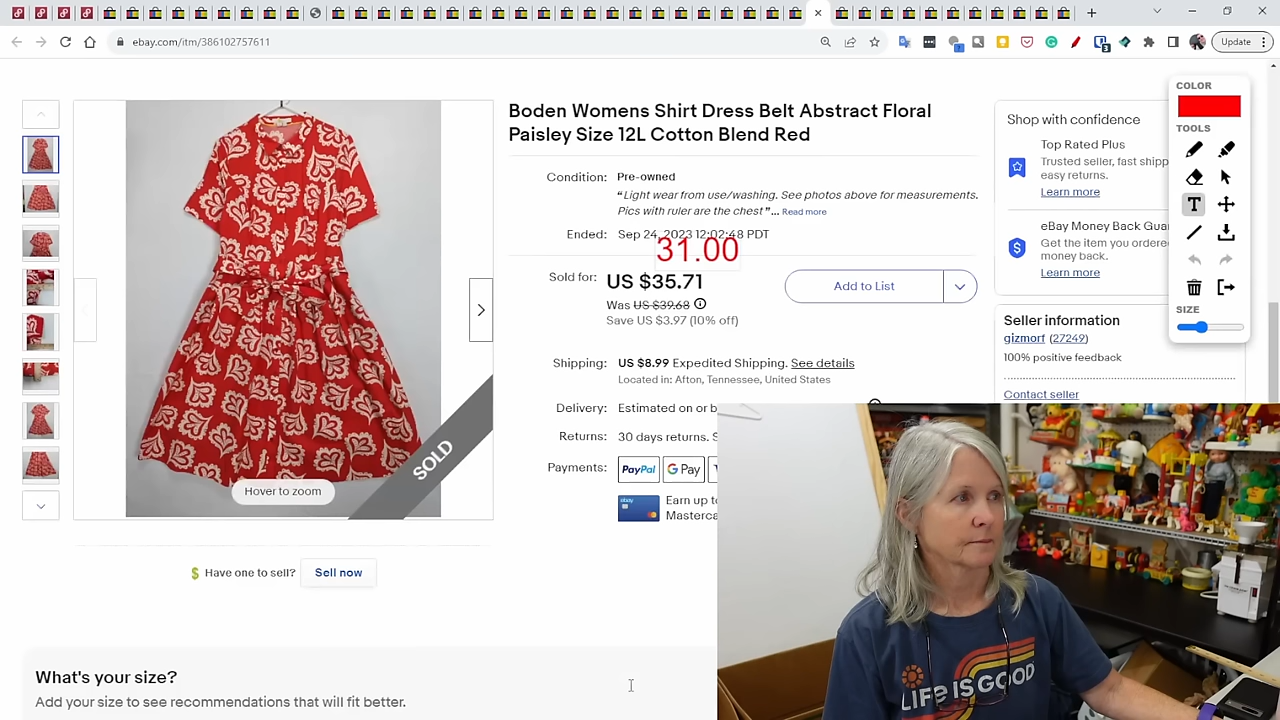 ebay.com/itm/386102757611
Update
Boden Womens Shirt Dress Belt Abstract Floral
Paisley Size 12L Cotton Blend Red
Condition: Pre-owned
“Light wear from use/washing. See photos above for measurements.
Pics with ruler are the chest”... Read more
Ended: Sep 24, 2023 12:02:48 PDT
31.00
Sold for: US $35.71
Add to List
Was US $39.68
Save US $3.97 (10% off)
Shipping: US $8.99 Expedited Shipping. See details
Located in: Afton, Tennessee, United States
Delivery: Estimated on or b
Returns: 30 days returns. S
Payments: PayPal G Pay
ebay
Earn up to
Masterca
SOLD
Hover to zoom
Have one to sell? Sell now
What's your size?
Add your size to see recommendations that will fit better.
Shop with confidence
Top Rated Plus
Trusted seller, fast shipp
easy returns.
Learn more
eBay Money Back Gua
Get the item you ordere
money back.
Learn more
Seller information
gizmorf (27249)
100% positive feedback
Contact seller
COLOR
TOOLS
T
SIZE
LiFE iS GOOD